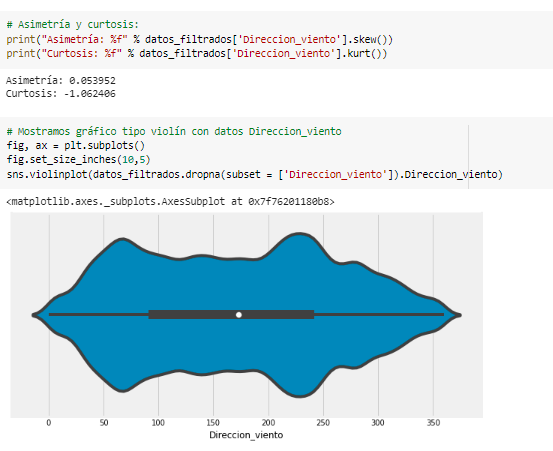 # Asimetría y curtosis:
print("Asimetría: %f" % datos_filtrados['Direccion_viento'].skew())
print("Curtosis: %f" % datos_filtrados['Direccion_viento'].kurt())
Asimetría: 0.053952
Curtosis: -1.062406
# Mostramos gráfico tipo violín con datos Direccion_viento
fig, ax = plt.subplots()
fig.set_size_inches(10,5)
sns.violinplot(datos_filtrados.dropna(subset = ['Direccion_viento']).Direccion_viento)
<matplotlib.axes._subplots.AxesSubplot at 0x7f76201180b8>
0 50 100 150 200 250 300 350
Direccion_viento